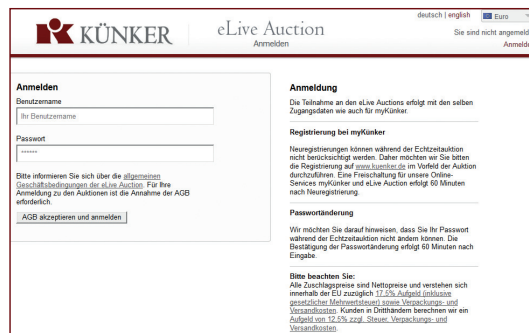 deutsch | english Euro
KÜNKER
eLive Auction
Anmelden
Sie sind nicht angemeld
Anmelde
Anmelden
Benutzername
Ihr Benutzername
Passwort
••••••
Bitte informieren Sie sich über die allgemeinen
Geschäftsbedingungen der eLive Auction. Für Ihre
Anmeldung zu den Auktionen ist die Annahme der AGB
erforderlich.
AGB akzeptieren und anmelden
Anmeldung
Die Teilnahme an den eLive Auctions erfolgt mit den selben
Zugangsdaten wie auch für myKünker.
Registrierung bei myKünker
Neuregistrierungen können während der Echtzeitauktion
nicht berücksichtigt werden. Daher möchten wir Sie bitten
die Registrierung auf www.kuenker.de im Vorfeld der Auktion
durchzuführen. Eine Freischaltung für unsere Online-
Services myKünker und eLive Auction erfolgt 60 Minuten
nach Neuregistrierung.
Passwortänderung
Wir möchten Sie darauf hinweisen, dass Sie Ihr Passwort
während der Echtzeitauktion nicht ändern können. Die
Bestätigung der Passwortänderung erfolgt 60 Minuten nach
Eingabe.
Bitte beachten Sie:
Alle Zuschlagspreise sind Nettopreise und verstehen sich
innerhalb der EU zuzüglich 17,5% Aufgeld (inklusive
gesetzlicher Mehrwertsteuer) sowie Verpackungs- und
Versandkosten. Kunden in Drittländern berechnen wir ein
Aufgeld von 12,5% zzgl. Steuer, Verpackungs- und
Versandkosten.